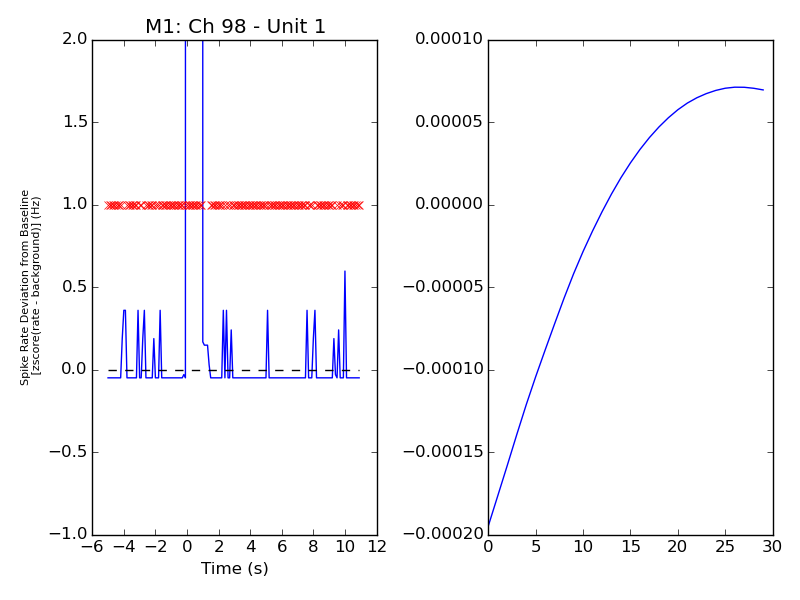 M1: Ch 98 - Unit 1
Spike Rate Deviation from Baseline
[zscore(rate - background)] (Hz)
2.0
1.5
1.0
0.5
0.0
−0.5
−1.0
−6 −4 −2 0 2 4 6 8 10 12
Time (s)
0.00010
0.00005
0.00000
−0.00005
−0.00010
−0.00015
−0.00020
0 5 10 15 20 25 30